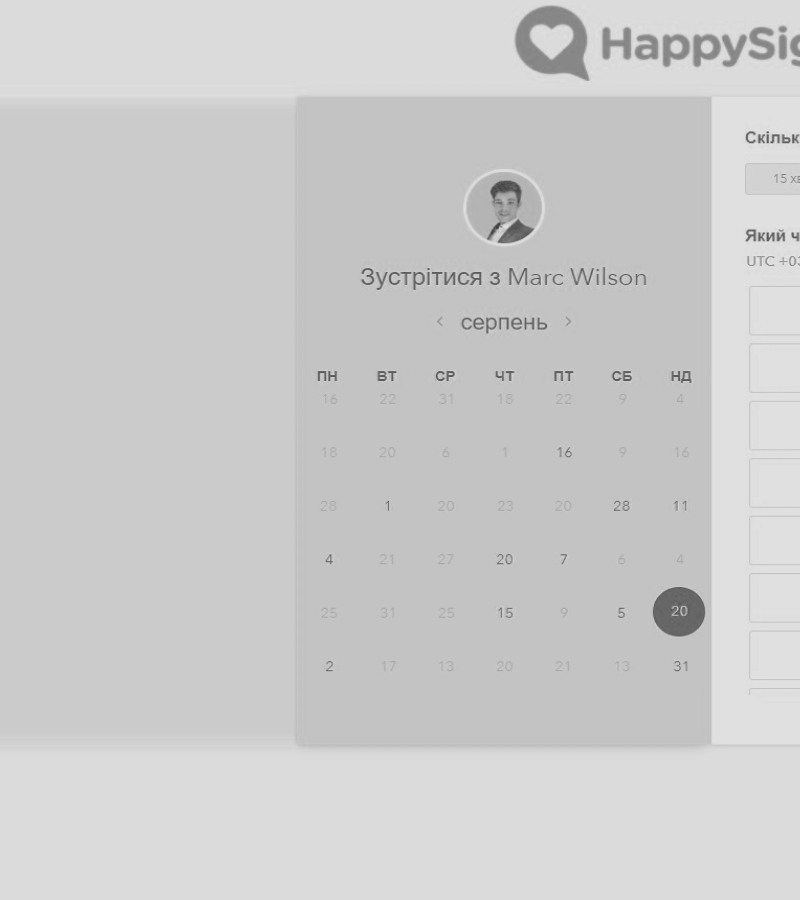 HappySig
Скільк
15 хв
Який ч
UTC +03
Зустрітися з Marc Wilson
серпень
ПН ВТ СР ЧТ ПТ СБ НД
16 22 31 18 22 9 4
18 20 6 1 16 9 16
28 1 20 23 20 28 11
4 21 27 20 7 6 4
25 31 25 15 9 5 20
2 17 13 20 21 13 31